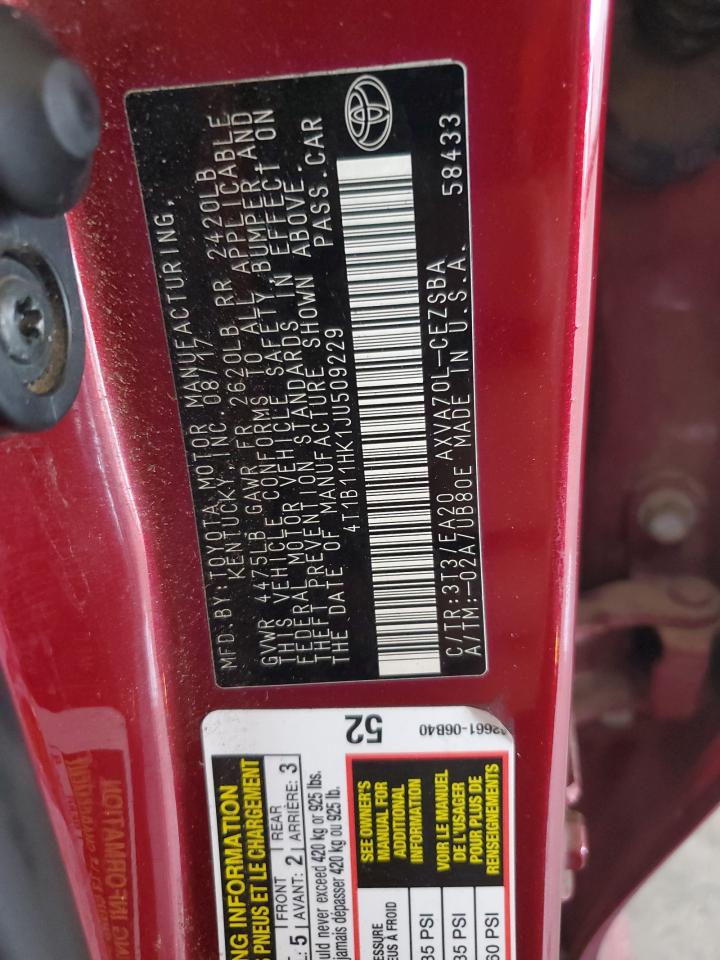 MFD. BY: TOYOTA MOTOR MANUFACTURING,
KENTUCKY, INC. 08/17
GVWR 4475LB GAWR FR 2620LB, RR 2420LB
THIS VEHICLE CONFORMS TO ALL APPLICABLE
FEDERAL MOTOR VEHICLE SAFETY, BUMPER AND
THEFT PREVENTION STANDARDS IN EFFECT ON
THE DATE OF MANUFACTURE SHOWN ABOVE.
4T1B11HK1JU509229 PASS.CAR
C/TR:3T3/EA20 AXVA70L-CEZSBA 58433
A/TM:-02A/UB80E MADE IN U.S.A.
52
-06B40
INFORMATION
PNEUS ET LE CHARGEMENT
5 FRONT AVANT: 2 REAR ARRIÈRE: 3
never exceed 420 kg or 925 lbs.
jamais dépasser 420 kg ou 925 lb.
SEE OWNER'S
MANUAL FOR
ADDITIONAL
INFORMATION
VOIR LE MANUEL
DE L'USAGER
POUR PLUS DE
RENSEIGNEMENTS
À FROID
PSI
PSI
60 PSI